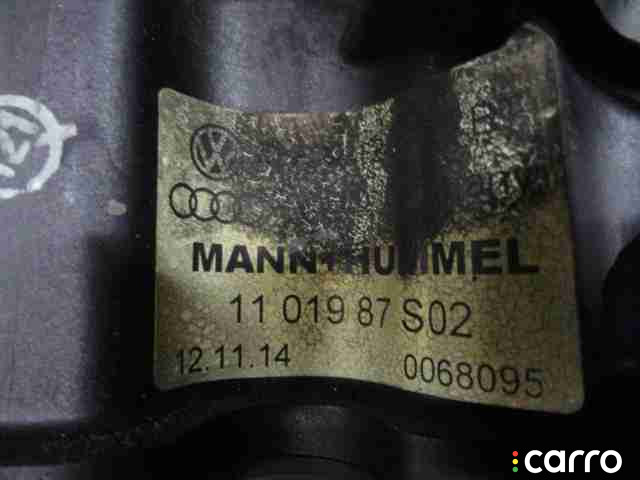 MANN+HUMMEL
11 019 87 S02
12.11.14 0068095
carro